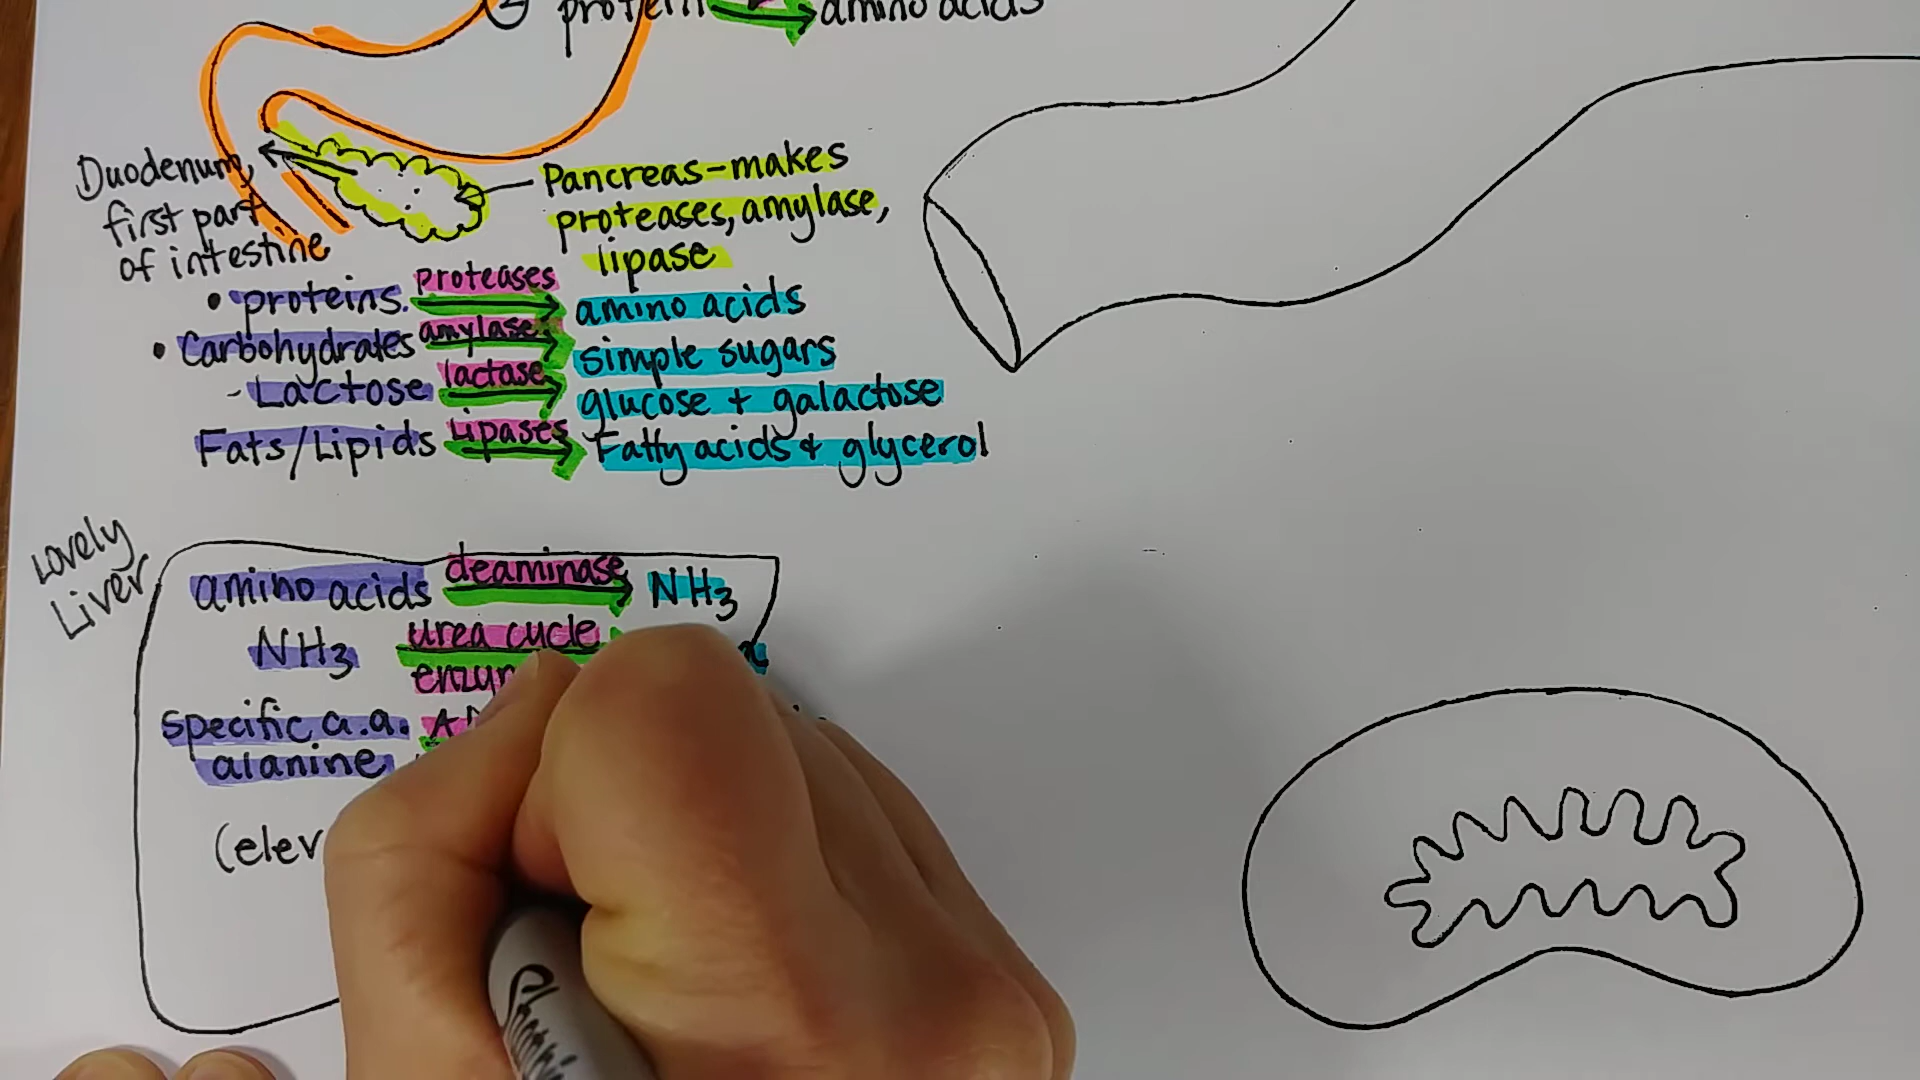 protein
amino acids
Duodenum,
first part
of intestine
Pancreas-makes
proteases, amylase,
lipase
• proteins. proteases amino acids
• Carbohydrates amylase simple sugars
- Lactose lactase glucose + galactose
Fats/Lipids Lipases Fatty acids + glycerol
Lovely
Liver
amino acids deaminase NH3
NH3 urea cycle
specific a.a.
alanine
Sharpie